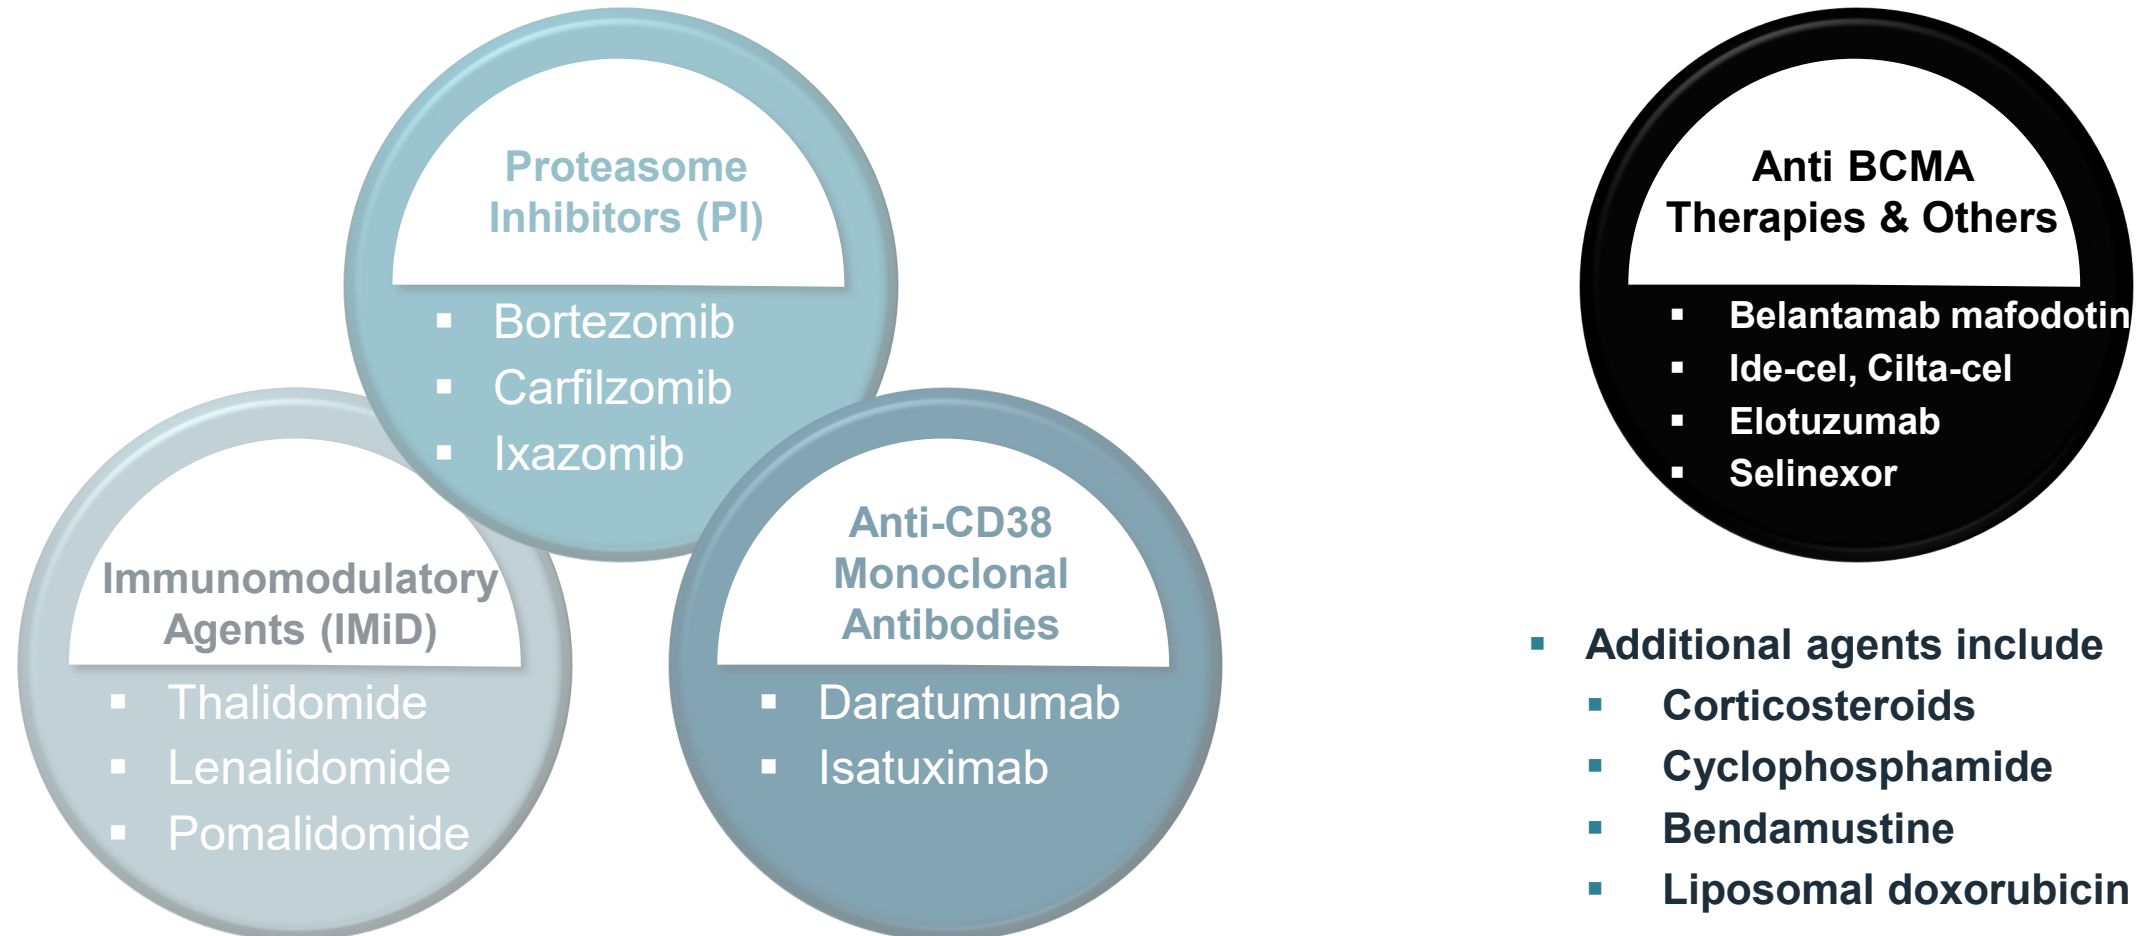 Proteasome
Inhibitors (PI)
▪ Bortezomib
▪ Carfilzomib
▪ Ixazomib
Immunomodulatory
Agents (IMiD)
▪ Thalidomide
▪ Lenalidomide
▪ Pomalidomide
Anti-CD38
Monoclonal
Antibodies
▪ Daratumumab
▪ Isatuximab
Anti BCMA
Therapies & Others
▪ Belantamab mafodotin
▪ Ide-cel, Cilta-cel
▪ Elotuzumab
▪ Selinexor
▪ Additional agents include
▪ Corticosteroids
▪ Cyclophosphamide
▪ Bendamustine
▪ Liposomal doxorubicin